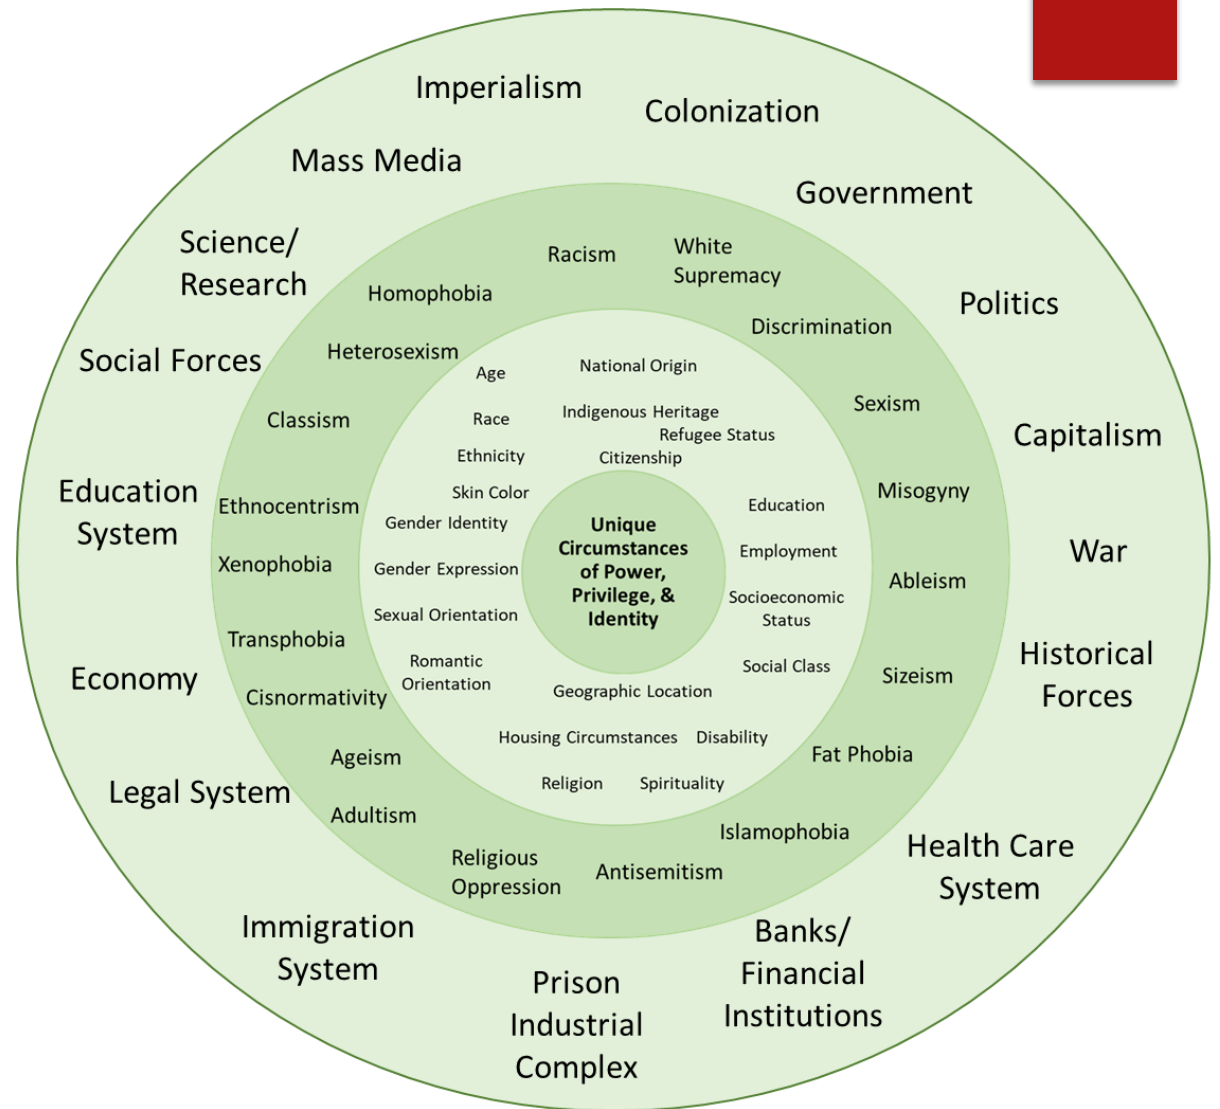 Imperialism
Colonization
Mass Media
Government
Science/
Research
Politics
Social Forces
Capitalism
Education
System
War
Economy
Historical
Forces
Legal System
Health Care
System
Immigration
System
Banks/
Financial
Institutions
Prison
Industrial
Complex
Racism
White
Supremacy
Homophobia
Discrimination
Heterosexism
Sexism
Classism
Misogyny
Ethnocentrism
Xenophobia
Ableism
Transphobia
Sizeism
Cisnormativity
Fat Phobia
Ageism
Adultism
Islamophobia
Religious
Oppression
Antisemitism
Age
National Origin
Race
Indigenous Heritage
Refugee Status
Ethnicity
Citizenship
Skin Color
Education
Gender Identity
Employment
Gender Expression
Socioeconomic
Status
Sexual Orientation
Romantic
Orientation
Social Class
Geographic Location
Housing Circumstances
Disability
Religion
Spirituality
Unique
Circumstances
of Power,
Privilege, &
Identity